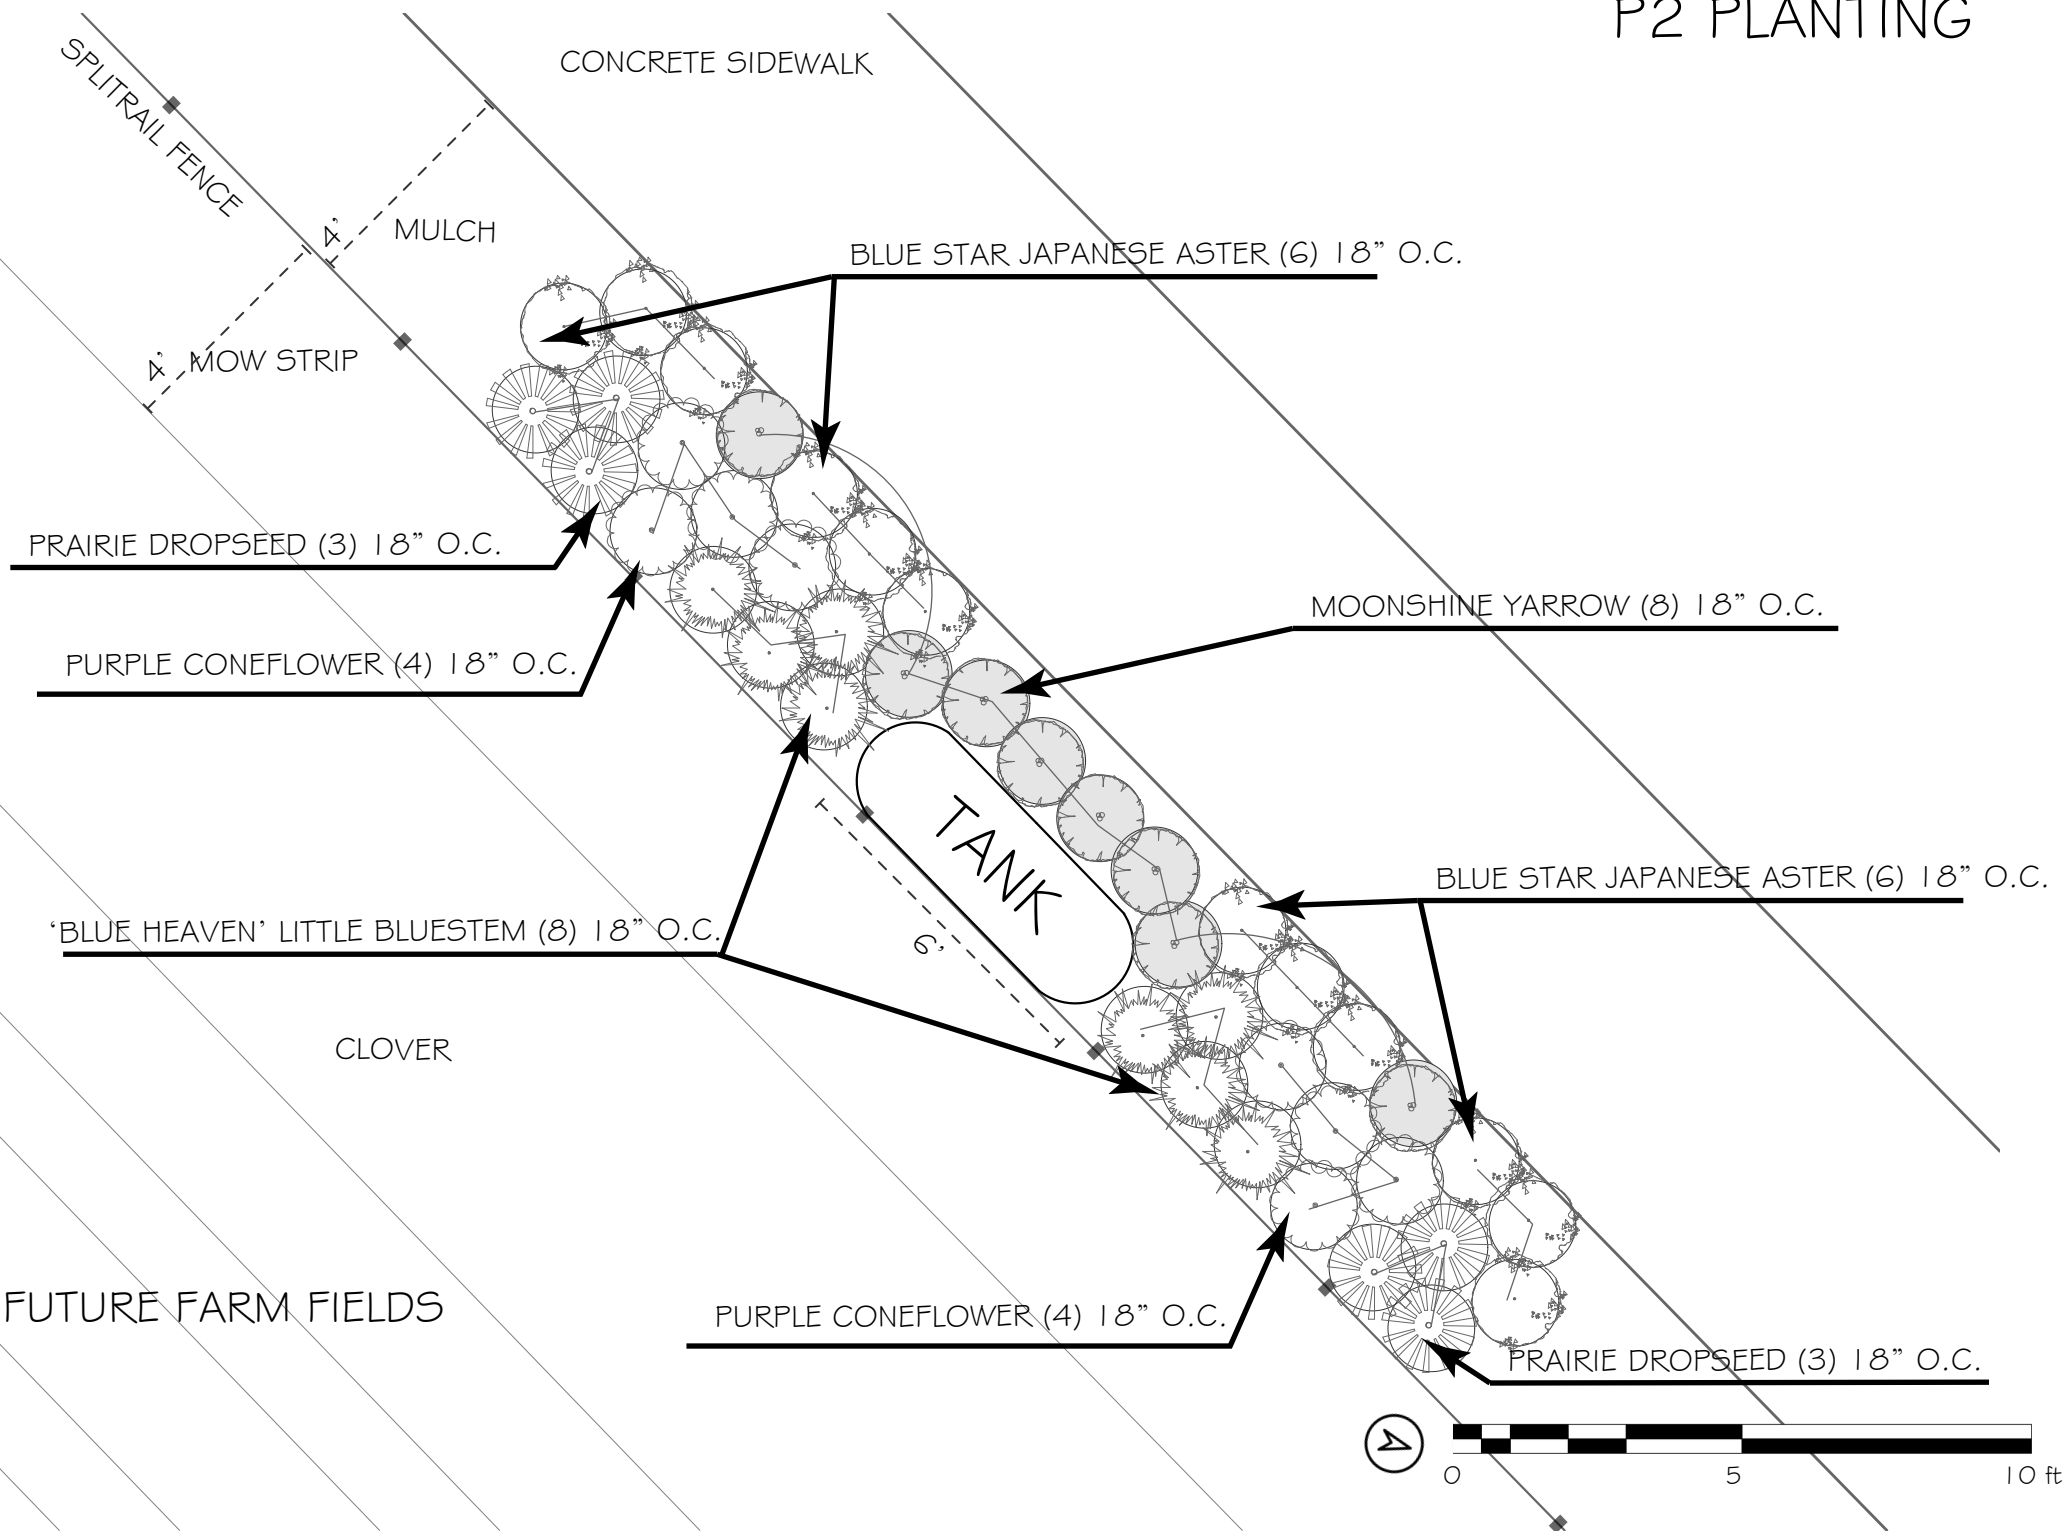 P2 PLANTING
CONCRETE SIDEWALK
SPLITRAIL FENCE
4'
MULCH
BLUE STAR JAPANESE ASTER (6) 18" O.C.
4'
MOW STRIP
PRAIRIE DROPSEED (3) 18" O.C.
MOONSHINE YARROW (8) 18" O.C.
PURPLE CONEFLOWER (4) 18" O.C.
TANK
BLUE STAR JAPANESE ASTER (6) 18" O.C.
'BLUE HEAVEN' LITTLE BLUESTEM (8) 18" O.C.
6'
CLOVER
FUTURE FARM FIELDS
PURPLE CONEFLOWER (4) 18" O.C.
PRAIRIE DROPSEED (3) 18" O.C.
0 5 10 ft